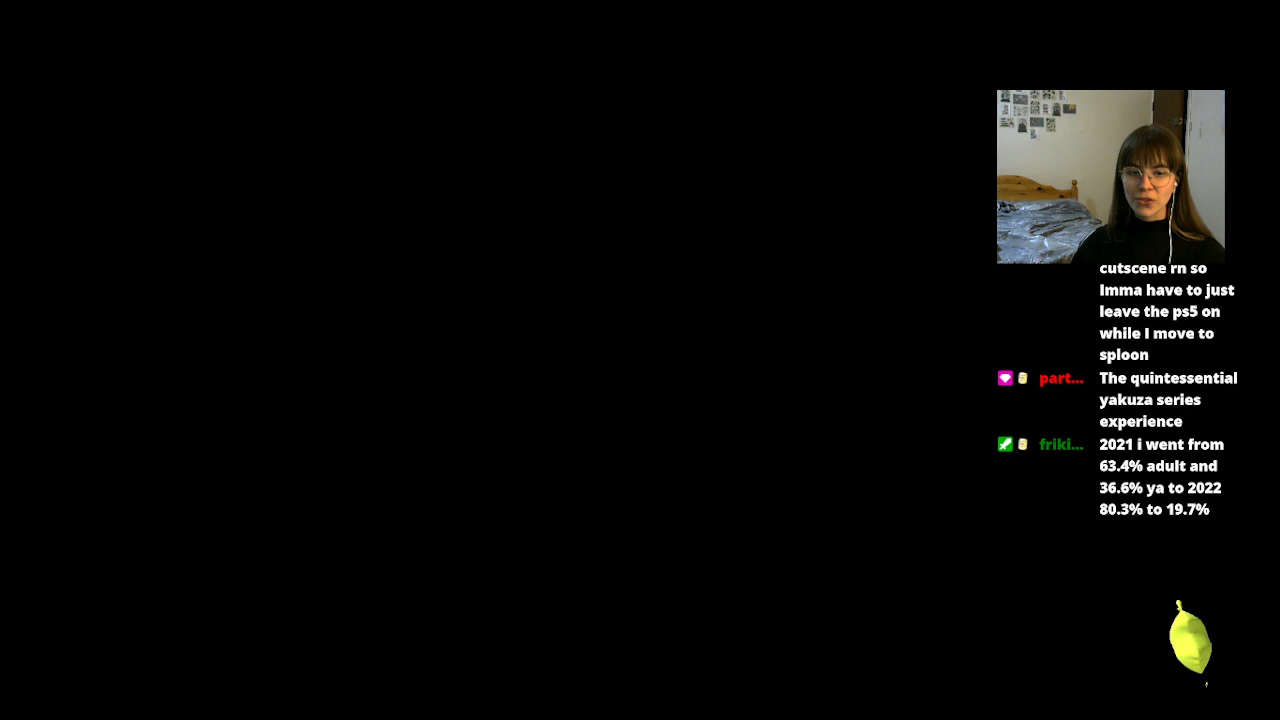 cutscene rn so
Imma have to just
leave the ps5 on
while I move to
sploon
part... The quintessential
yakuza series
experience
friki... 2021 i went from
63.4% adult and
36.6% ya to 2022
80.3% to 19.7%